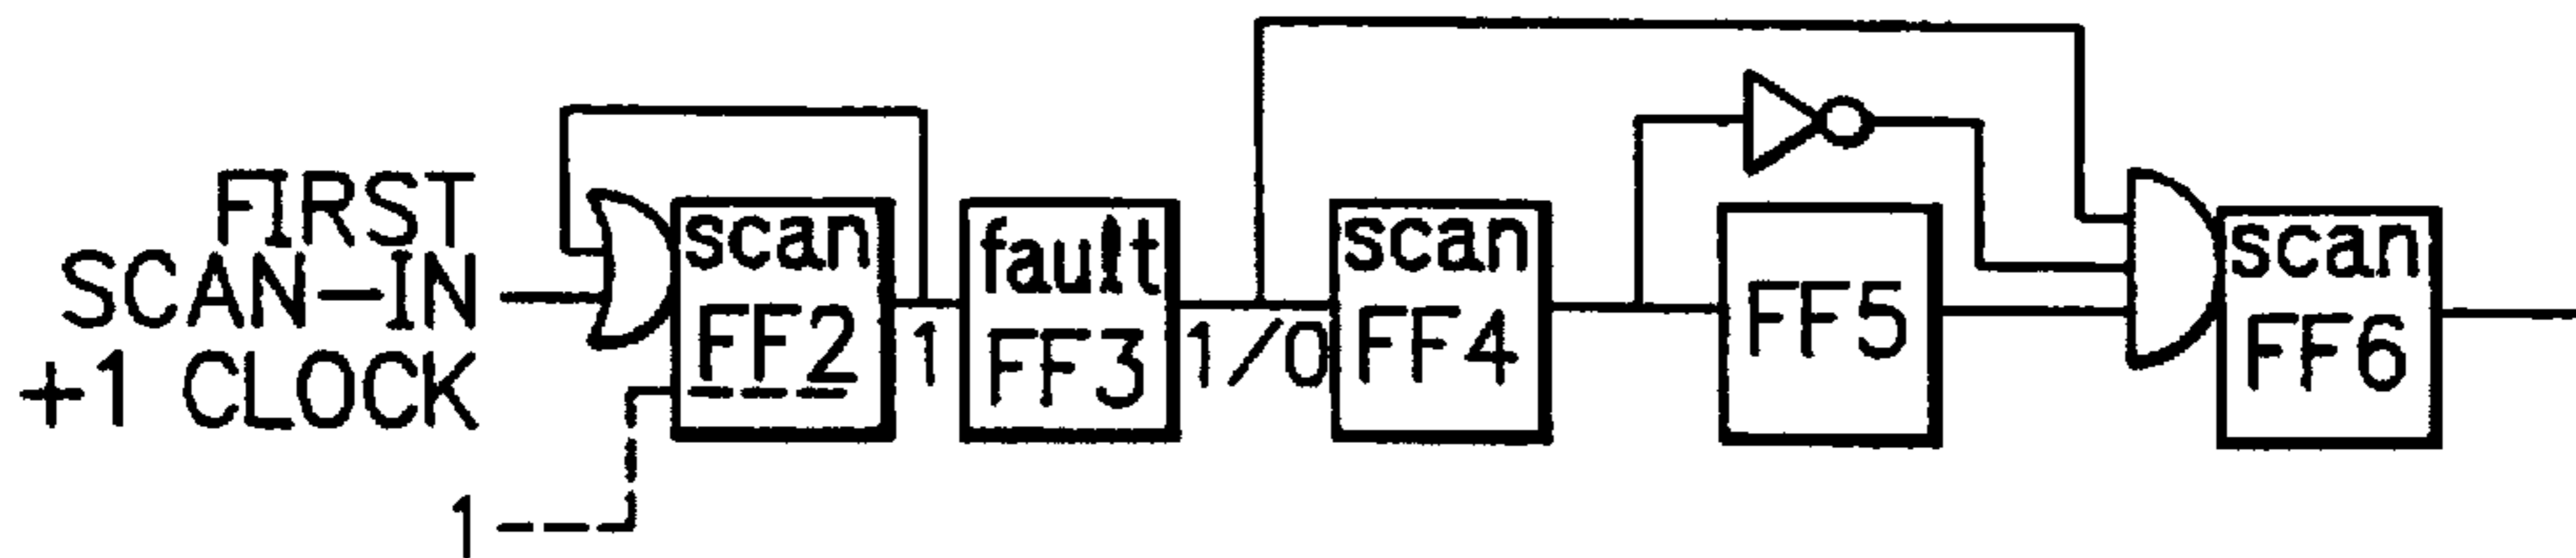 FIRST
SCAN-IN
+1 CLOCK
1
scan
FF2
1
fault
FF3
1/0
scan
FF4
FF5
scan
FF6